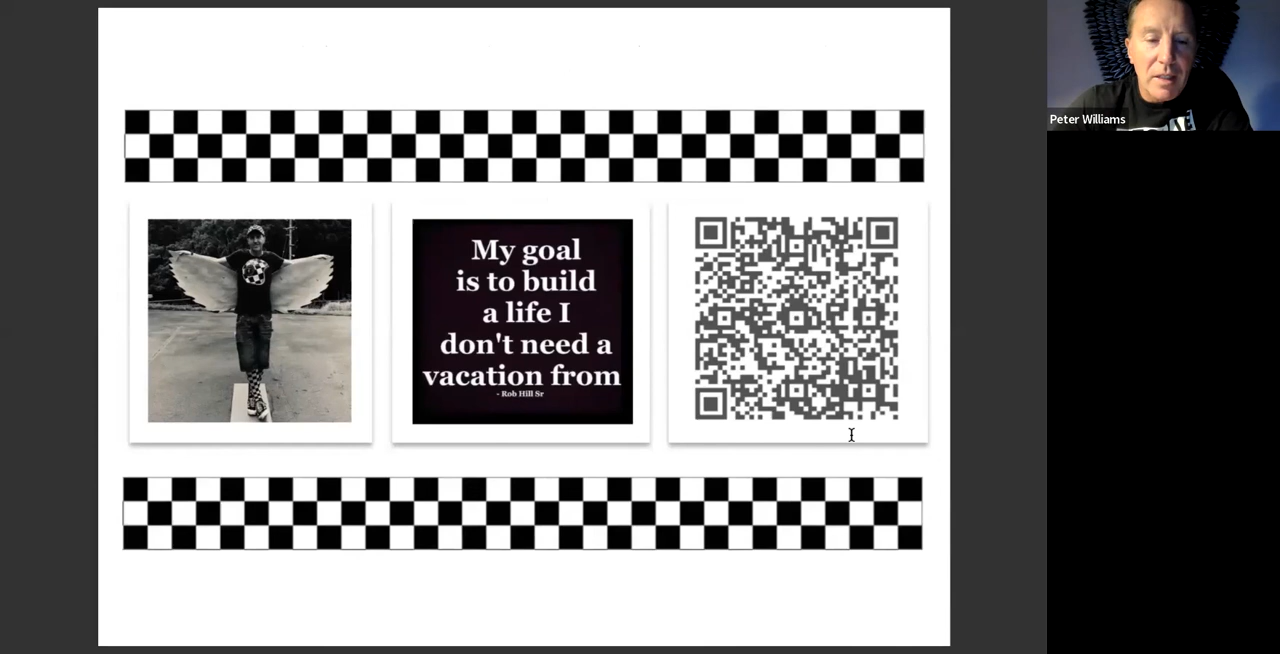 My goal
is to build
a life I
don't need a
vacation from
- Rob Hill Sr
Peter Williams